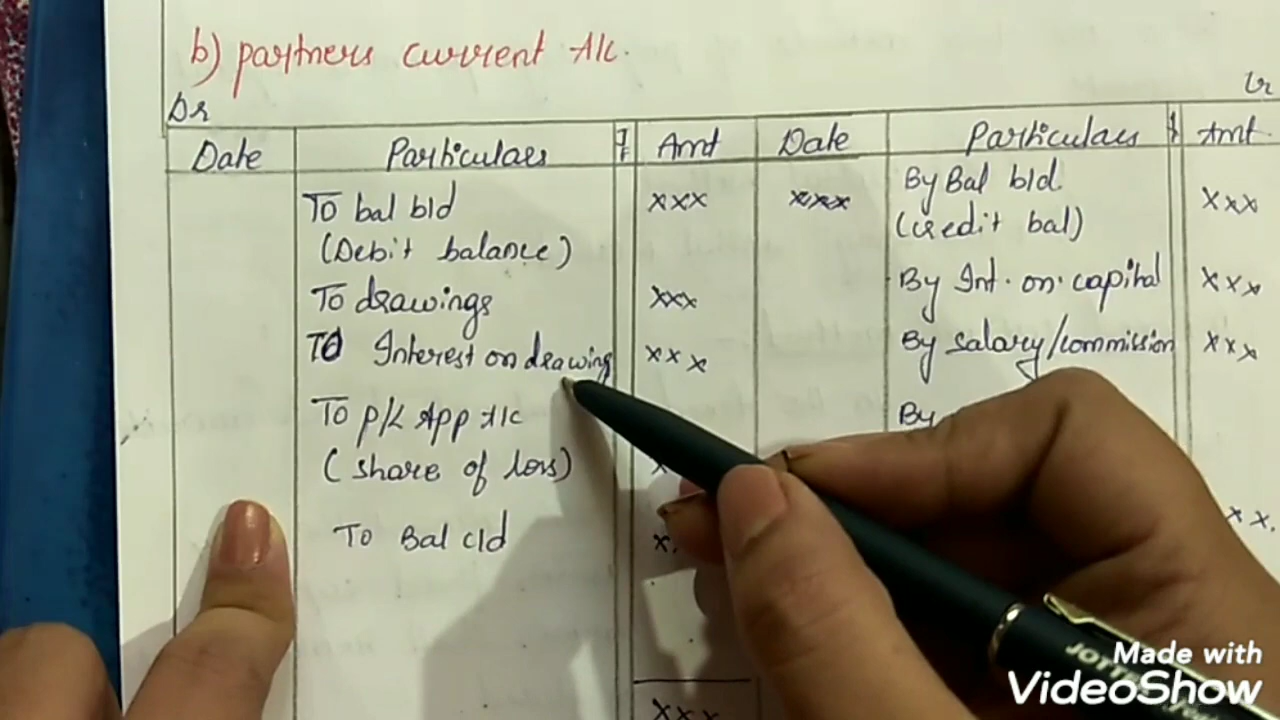 b) partners current A/c.
Dr Cr
Date Particulars J F Amt Date Particulars Amt
To bal b/d xxx xxx By Bal b/d.
(Debit balance) (credit bal) xxx
To drawings xxx By Int. on. capital xxx
To Interest on drawing xxx By salary/commission xxx
To P/L App A/c By
(share of loss) x
To Bal c/d x. xx.
xxx
JOTT
Made with
VideoShow